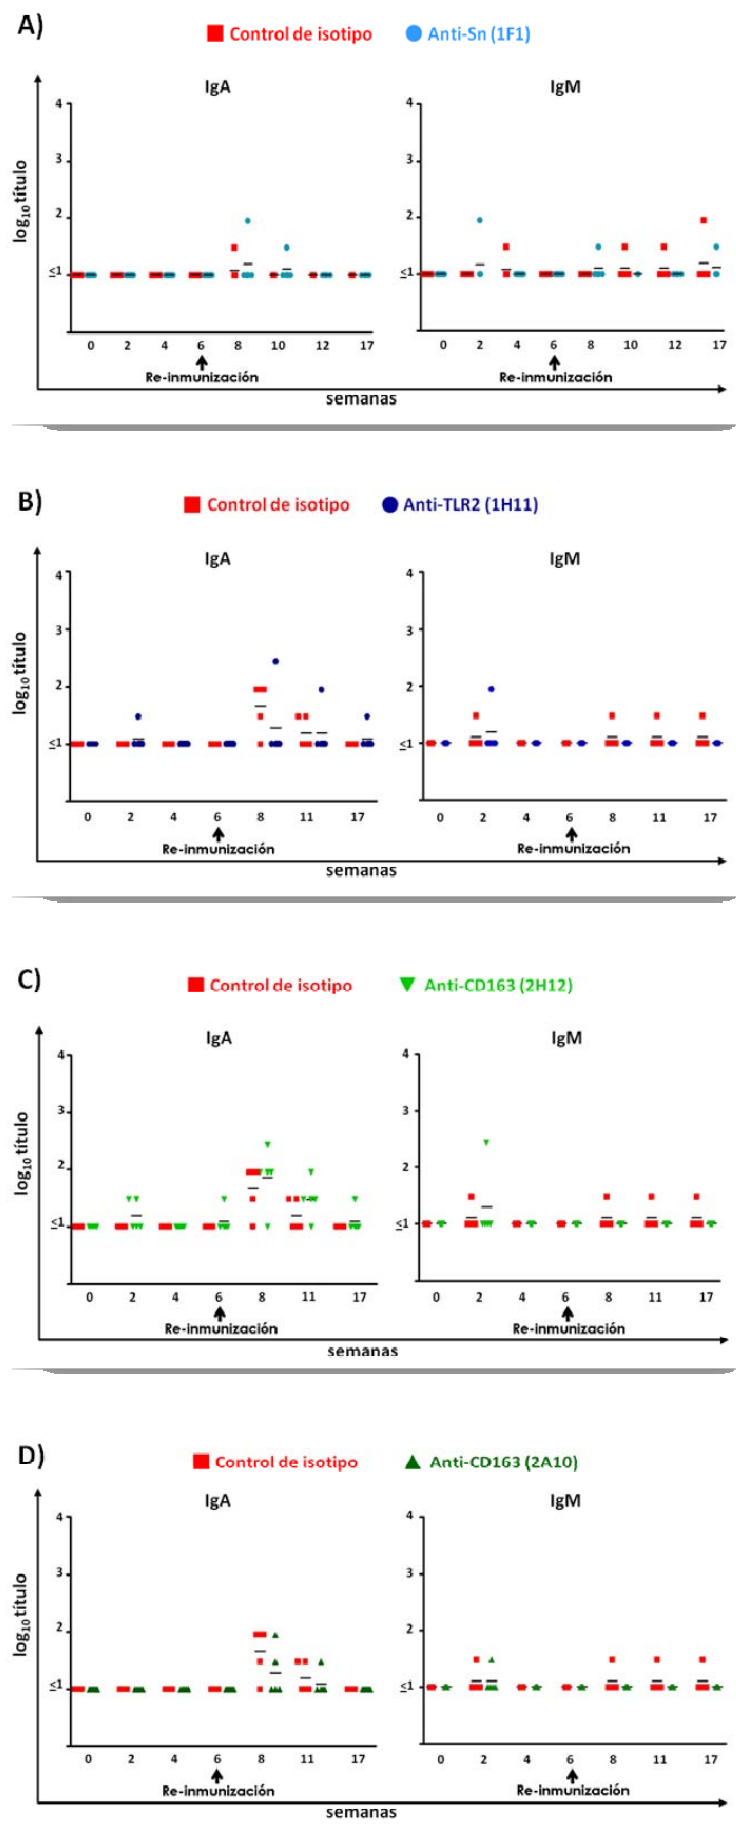 A)
Control de isotipo Anti-Sn (1F1)
IgA IgM
log10 título
4 4
3 3
2 2
≤1 ≤1
0 2 4 6 8 10 12 17 0 2 4 6 8 10 12 17
Re-inmunización Re-inmunización
semanas
B)
Control de isotipo Anti-TLR2 (1H11)
IgA IgM
log10 título
4 4
3 3
2 2
≤1 ≤1
0 2 4 6 8 11 17 0 2 4 6 8 11 17
Re-inmunización Re-inmunización
semanas
C)
Control de isotipo Anti-CD163 (2H12)
IgA IgM
log10 título
4 4
3 3
2 2
≤1 ≤1
0 2 4 6 8 11 17 0 2 4 6 8 11 17
Re-inmunización Re-inmunización
semanas
D)
Control de isotipo Anti-CD163 (2A10)
IgA IgM
log10 título
4 4
3 3
2 2
≤1 ≤1
0 2 4 6 8 11 17 0 2 4 6 8 11 17
Re-inmunización Re-inmunización
semanas